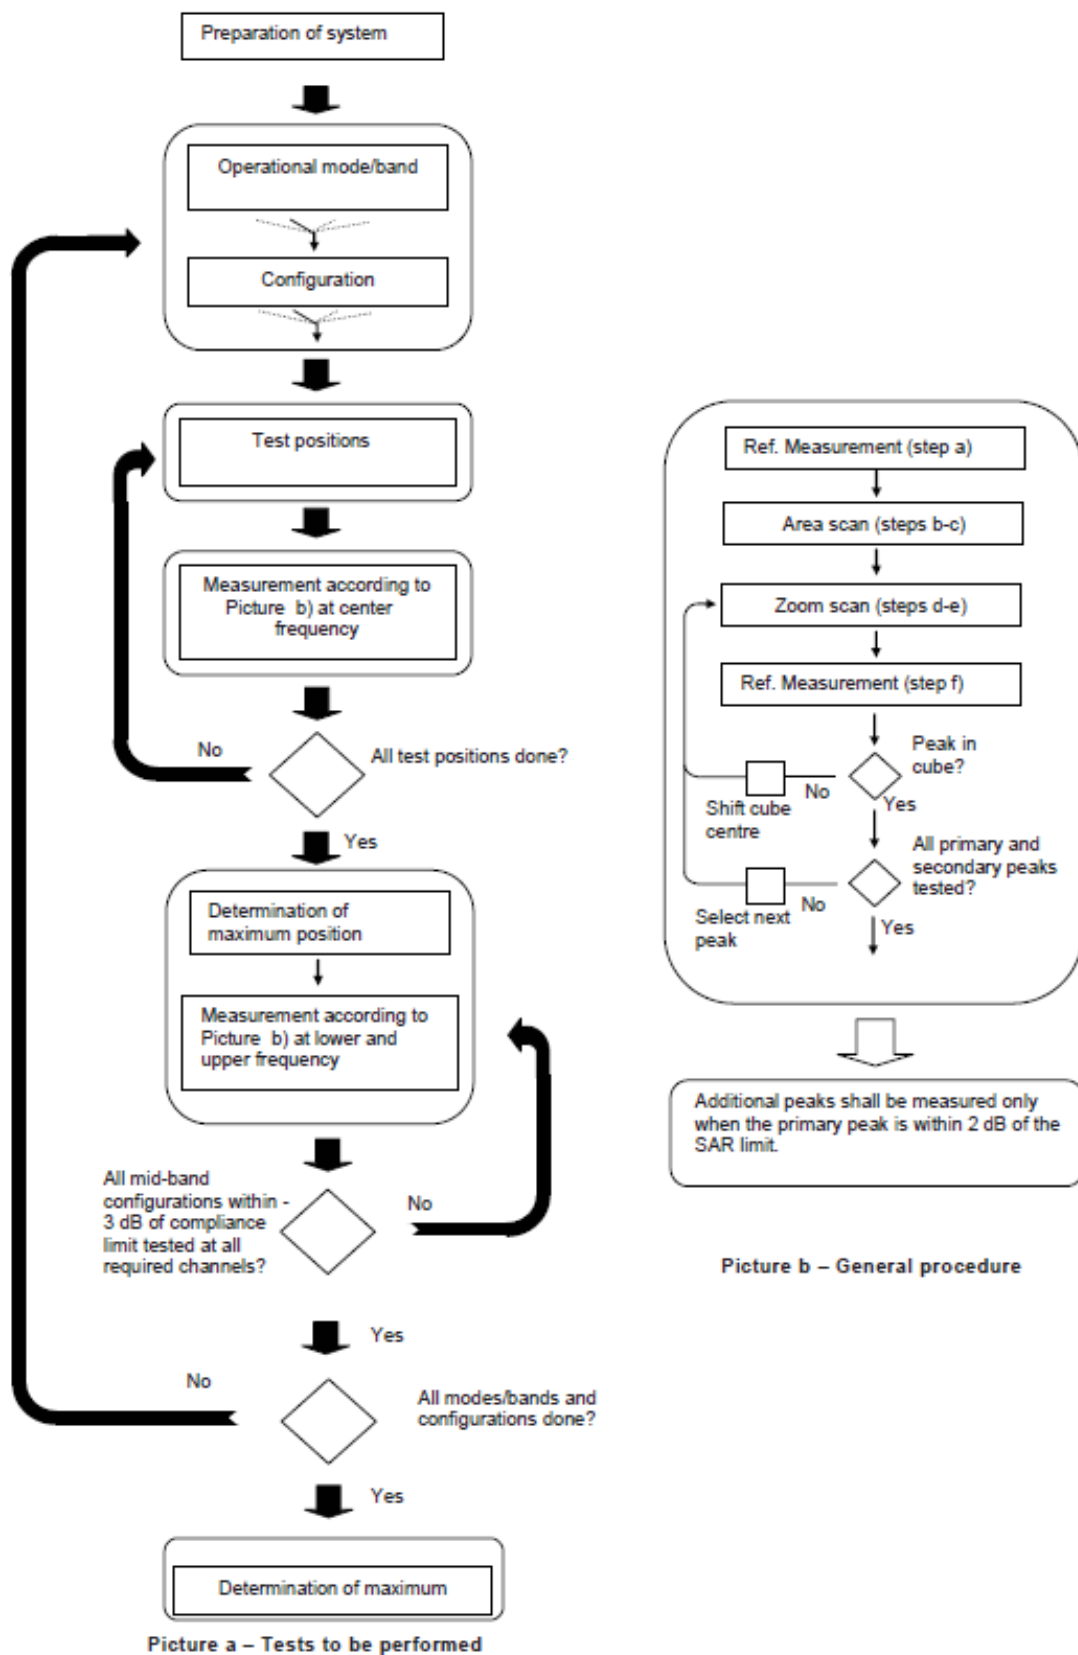 Preparation of system
Operational mode/band
Configuration
Test positions
Measurement according to
Picture b) at center
frequency
No
All test positions done?
Yes
Determination of
maximum position
Measurement according to
Picture b) at lower and
upper frequency
All mid-band
configurations within -
3 dB of compliance
limit tested at all
required channels?
No
Yes
No
All modes/bands and
configurations done?
Yes
Determination of maximum
Picture a – Tests to be performed
Ref. Measurement (step a)
Area scan (steps b-c)
Zoom scan (steps d-e)
Ref. Measurement (step f)
Peak in
cube?
No
Shift cube
centre
Yes
All primary and
secondary peaks
tested?
No
Select next
peak
Yes
Additional peaks shall be measured only
when the primary peak is within 2 dB of the
SAR limit.
Picture b – General procedure